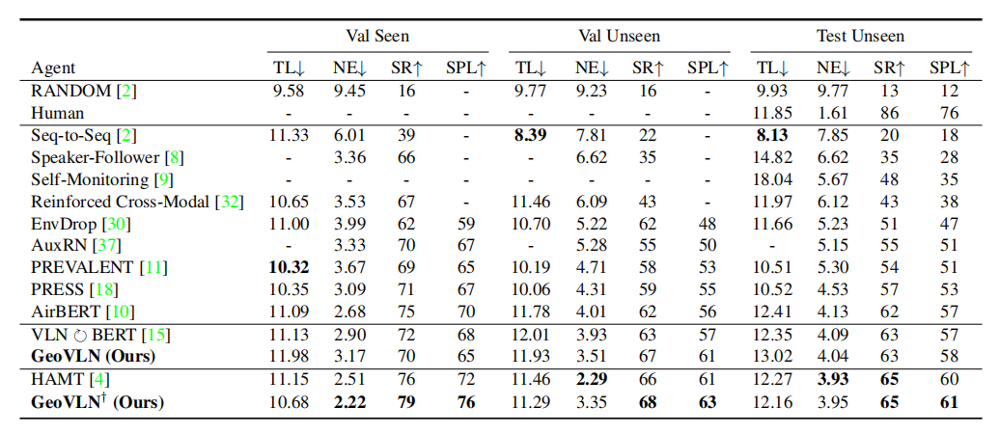 Val Seen Val Unseen Test Unseen
Agent TL↓ NE↓ SR↑ SPL↑ TL↓ NE↓ SR↑ SPL↑ TL↓ NE↓ SR↑ SPL↑
RANDOM [2] 9.58 9.45 16 - 9.77 9.23 16 - 9.93 9.77 13 12
Human - - - - - - - - 11.85 1.61 86 76
Seq-to-Seq [2] 11.33 6.01 39 - 8.39 7.81 22 - 8.13 7.85 20 18
Speaker-Follower [8] - 3.36 66 - - 6.62 35 - 14.82 6.62 35 28
Self-Monitoring [9] - - - - - - - - 18.04 5.67 48 35
Reinforced Cross-Modal [32] 10.65 3.53 67 - 11.46 6.09 43 - 11.97 6.12 43 38
EnvDrop [30] 11.00 3.99 62 59 10.70 5.22 62 48 11.66 5.23 51 47
AuxRN [37] - 3.33 70 67 - 5.28 55 50 - 5.15 55 51
PREVALENT [11] 10.32 3.67 69 65 10.19 4.71 58 53 10.51 5.30 54 51
PRESS [18] 10.35 3.09 71 67 10.06 4.31 59 55 10.52 4.53 57 53
AirBERT [10] 11.09 2.68 75 70 11.78 4.01 62 56 12.41 4.13 62 57
VLN ↻ BERT [15] 11.13 2.90 72 68 12.01 3.93 63 57 12.35 4.09 63 57
GeoVLN (Ours) 11.98 3.17 70 65 11.93 3.51 67 61 13.02 4.04 63 58
HAMT [4] 11.15 2.51 76 72 11.46 2.29 66 61 12.27 3.93 65 60
GeoVLN† (Ours) 10.68 2.22 79 76 11.29 3.35 68 63 12.16 3.95 65 61